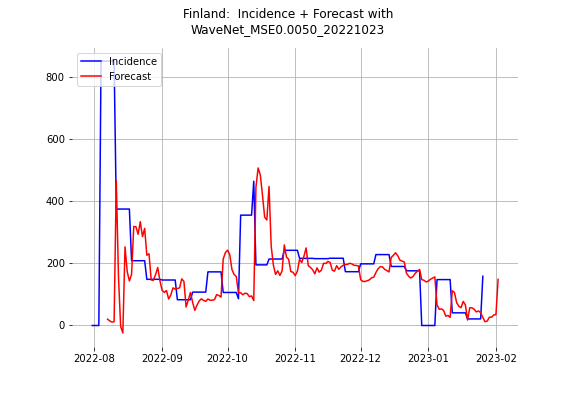 Finland:  Incidence + Forecast with
WaveNet_MSE0.0050_20221023
Incidence
Forecast
800
600
400
200
0
2022-08 2022-09 2022-10 2022-11 2022-12 2023-01 2023-02